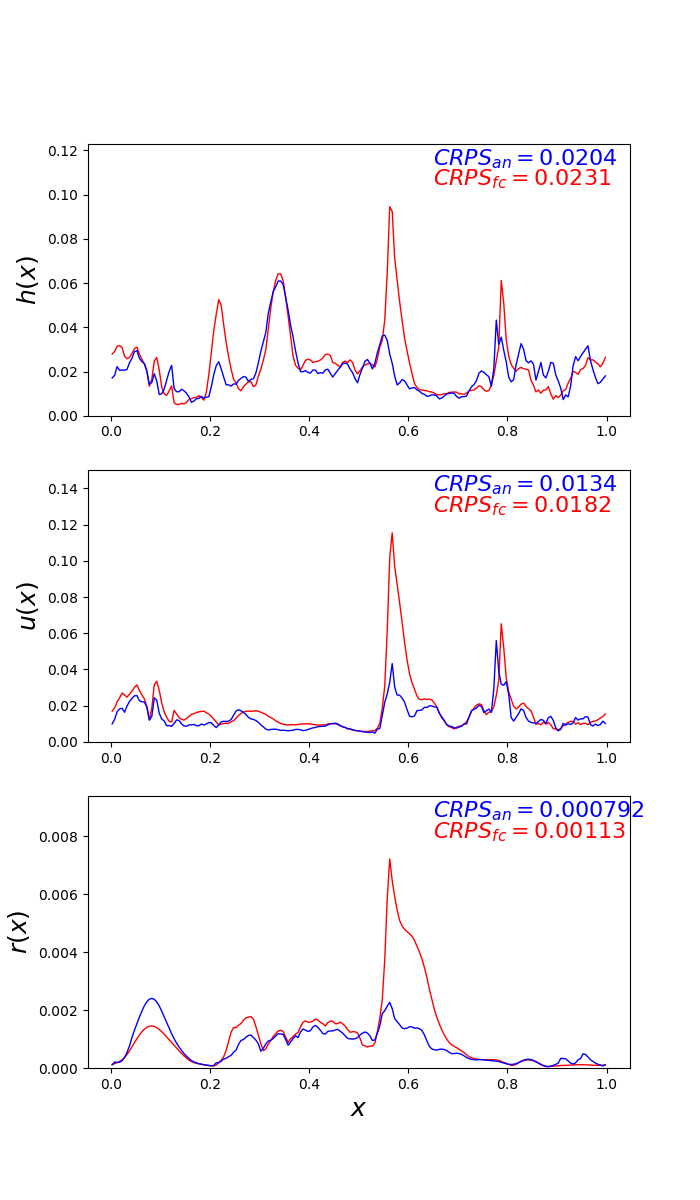 0.12
CRPS_an = 0.0204
CRPS_fc = 0.0231
0.10
0.08
h(x)
0.06
0.04
0.02
0.00
0.0 0.2 0.4 0.6 0.8 1.0
0.14
CRPS_an = 0.0134
CRPS_fc = 0.0182
0.12
0.10
0.08
u(x)
0.06
0.04
0.02
0.00
0.0 0.2 0.4 0.6 0.8 1.0
CRPS_an = 0.000792
CRPS_fc = 0.00113
0.008
0.006
r(x)
0.004
0.002
0.000
0.0 0.2 0.4 0.6 0.8 1.0
x